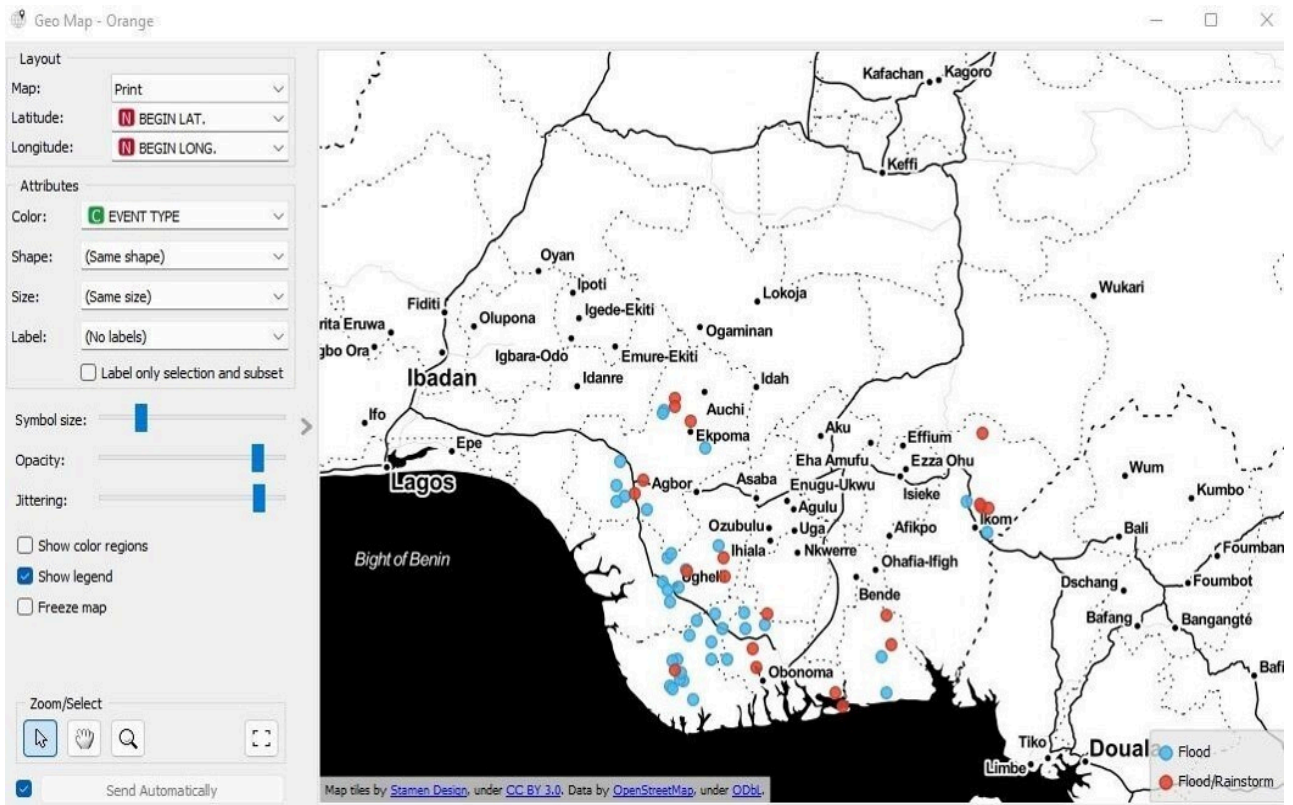 Geo Map - Orange
Layout
Map: Print
Latitude: N BEGIN LAT.
Longitude: N BEGIN LONG.
Attributes
Color: C EVENT TYPE
Shape: (Same shape)
Size: (Same size)
Label: (No labels)
Label only selection and subset
Symbol size:
Opacity:
Jittering:
Show color regions
Show legend
Freeze map
Zoom/Select
Send Automatically
Kafachan Kagoro
Keffi
Oyan
Ipoti
Lokoja
Wukari
Fiditi
Igede-Ekiti
Olupona
rita Eruwa
Ogaminan
gbo Ora
Igbara-Odo
Emure-Ekiti
Ibadan
Idanre
Idah
Auchi
Ifo
Ekpoma
Aku
Effium
Epe
Eha Amufu
Ezza Ohu
Wum
Lagos
Agbor
Asaba
Enugu-Ukwu
Isieke
Kumbo
Agulu
Ozubulu
Uga
Afikpo
Ikom
Bali
Ihiala
Nkwerre
Foumban
Bight of Benin
Ohafia-Ifigh
Ughell
Bende
Dschang
Foumbot
Bafang
Bangangté
Bafi
Obonoma
Tiko
Douala
Limbe
Flood
Flood/Rainstorm
Map tiles by Stamen Design, under CC BY 3.0. Data by OpenStreetMap, under ODbL.